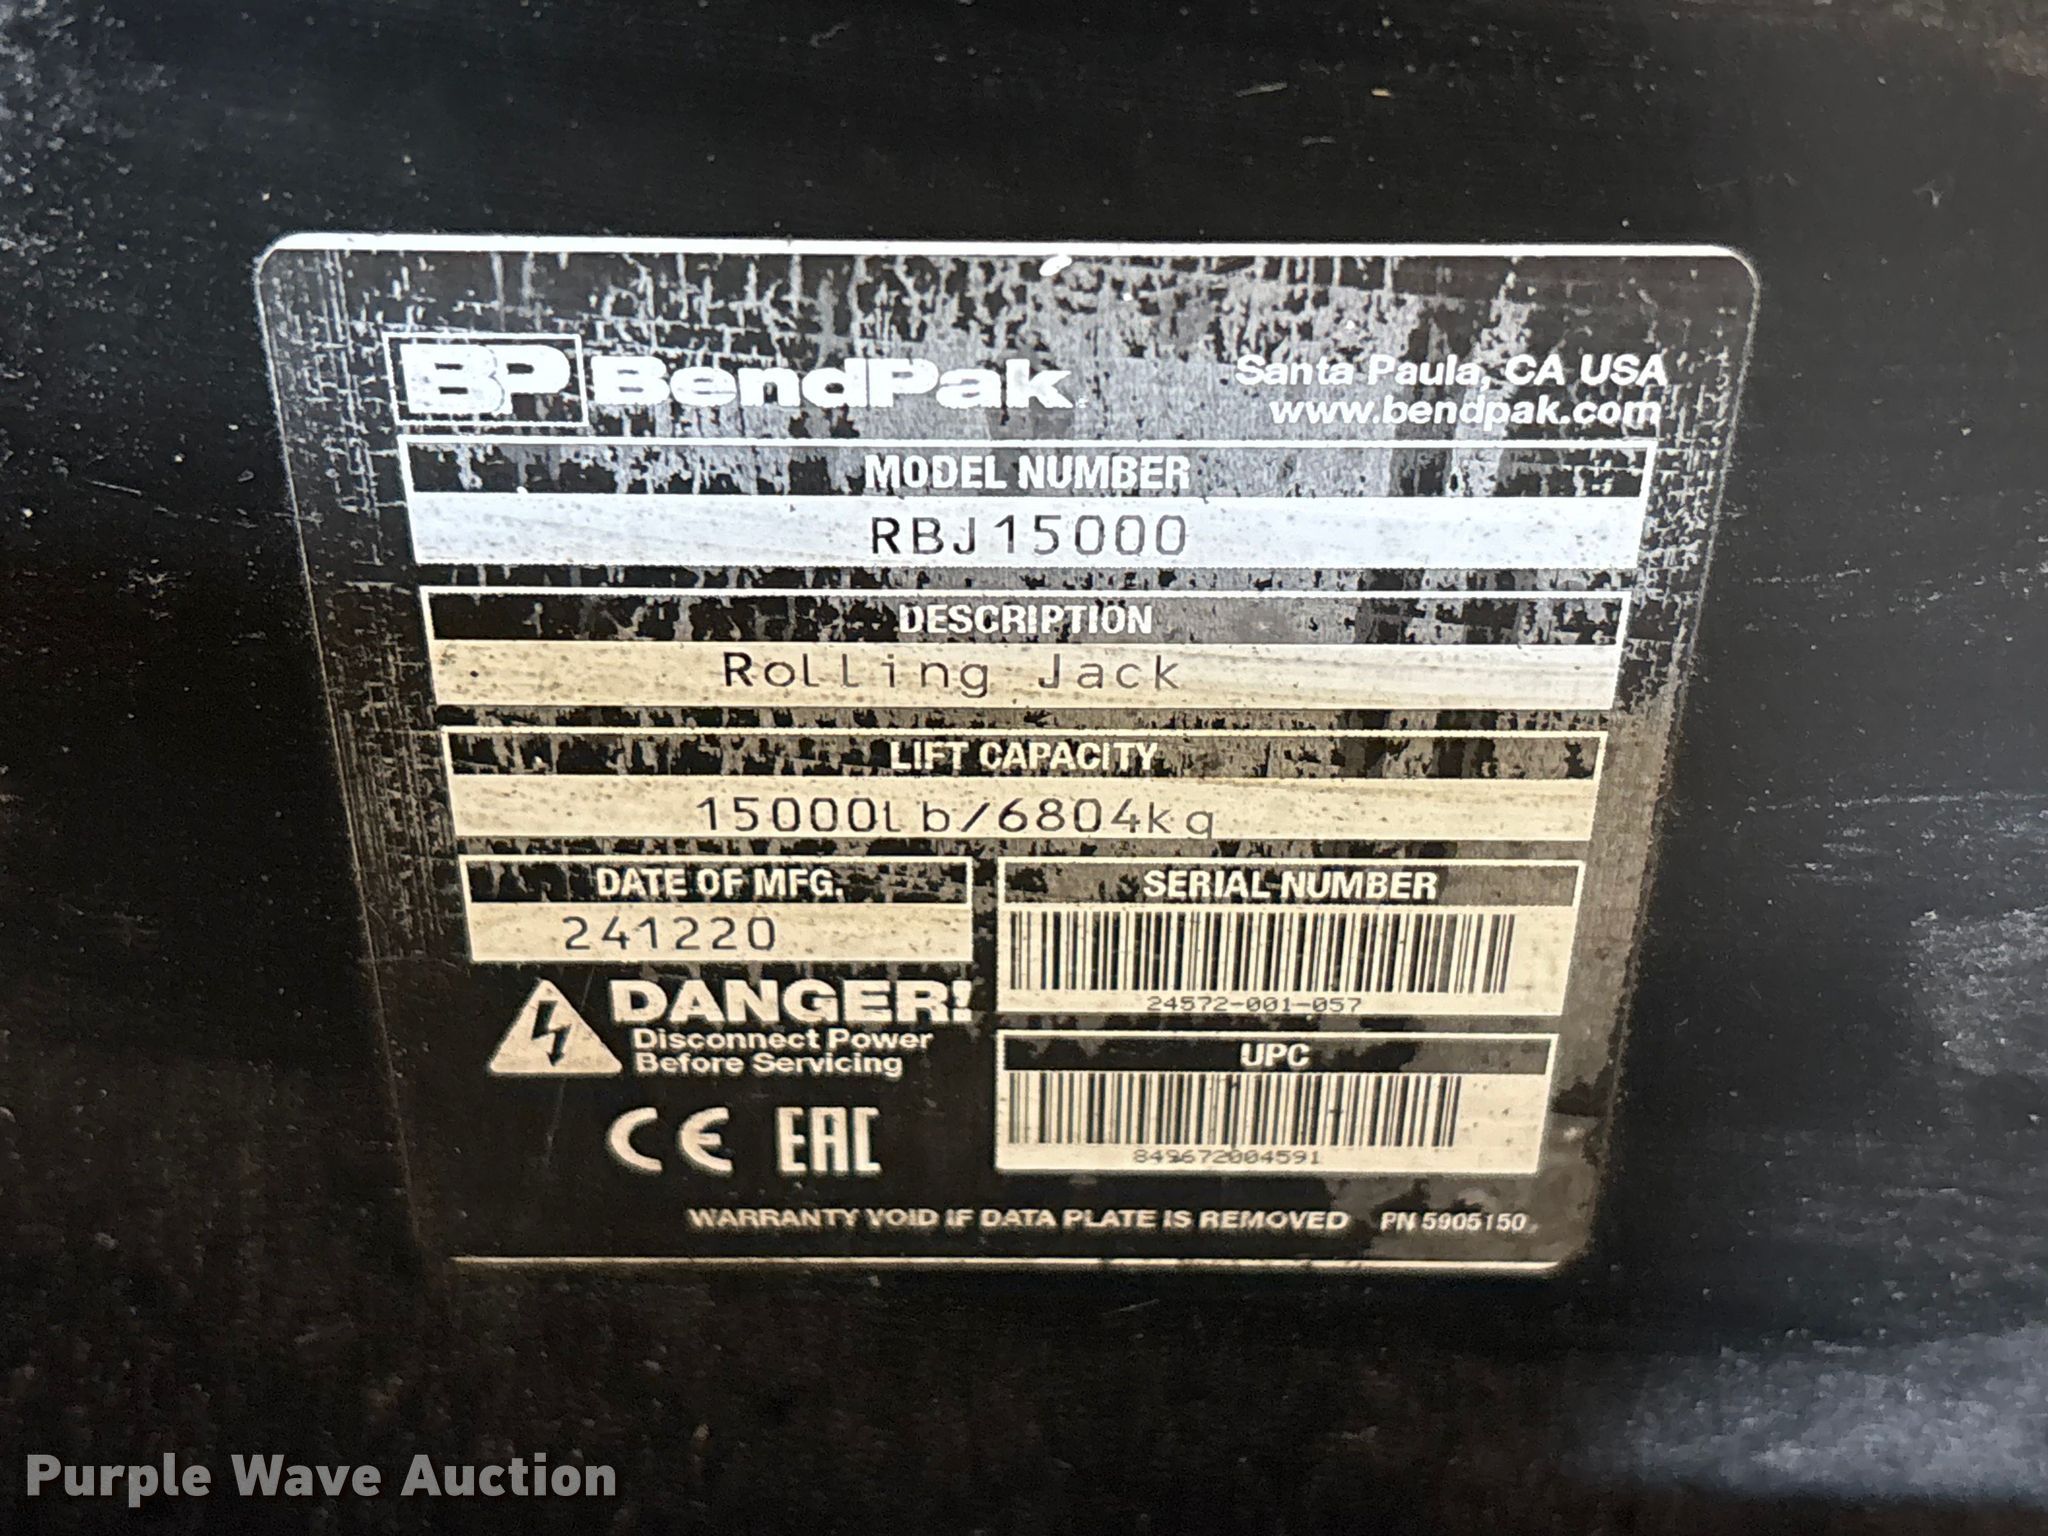 BP BendPak
Santa Paula, CA USA
www.bendpak.com
MODEL NUMBER
RBJ15000
DESCRIPTION
Rolling Jack
LIFT CAPACITY
15000lb/6804kg
DATE OF MFG.
241220
SERIAL NUMBER
24572-001-057
DANGER!
Disconnect Power
Before Servicing
UPC
849672004591
CE EAC
WARRANTY VOID IF DATA PLATE IS REMOVED PN 5905150
Purple Wave Auction